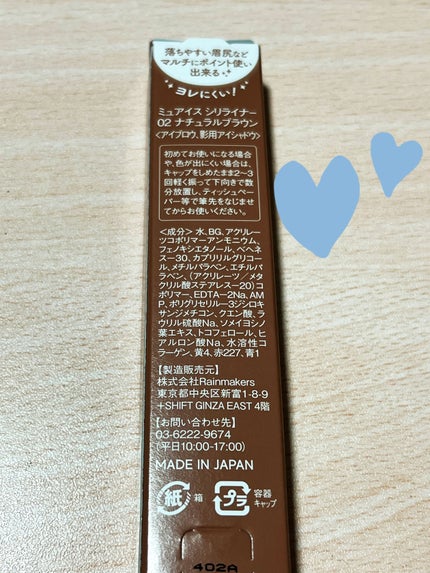 落ちやすい眉尻など
マルチにポイント使い
出来る
ヨレにくい！
ミュアイス シリライナー
02 ナチュラルブラウン
<アイブロウ、影用アイシャドウ>
初めてお使いになる場合
や、色が出にくい場合は、
キャップをしめたまま2〜3
回軽く振って下向きで数
分放置し、ティッシュペー
パー等で筆先をなじませ
てからお使いください。
<成分> 水、BG、アクリレー
ツコポリマーアンモニウム、
フェノキシエタノール、ベヘネ
ス-30、カプリリルグリコー
ル、メチルパラベン、エチルパ
ラベン、(アクリレーツ／メタ
クリル酸ステアレス-20)コ
ポリマー、EDTA-2Na、AM
P、ポリグリセリル-3ジシロキ
サンジメチコン、クエン酸、ラ
ウリル硫酸Na、ソメイヨシノ
葉エキス、トコフェロール、ヒ
アルロン酸Na、水溶性コ
ラーゲン、黄4、赤227、青1
【製造販売元】
株式会社Rainmakers
東京都中央区新富1-8-9
+SHIFT GINZA EAST 4階
【お問い合わせ先】
03-6222-9674
(平日10:00-17:00)
MADE IN JAPAN
紙 箱
プラ 容器
キャップ
402A